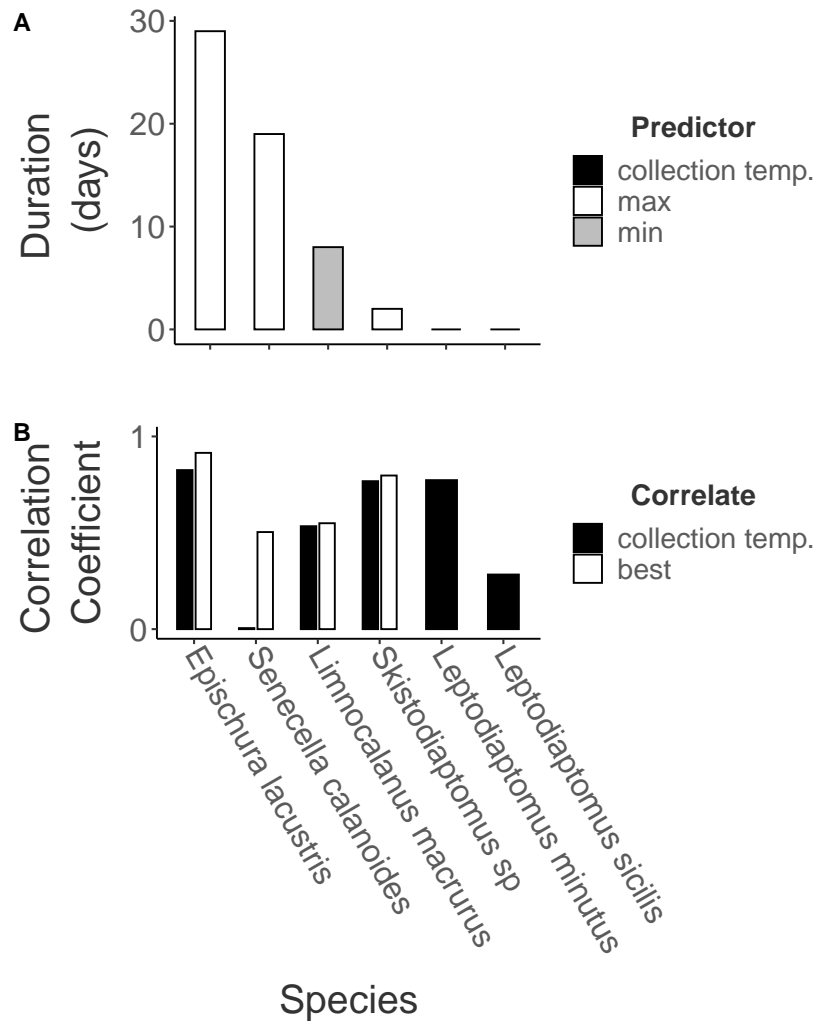 A
30
20
10
0
Duration
(days)
Predictor
collection temp.
max
min
B
1
0
Correlation
Coefficient
Correlate
collection temp.
best
Epischura lacustris
Senecella calanoides
Limnocalanus macrurus
Skistodiaptomus sp
Leptodiaptomus minutus
Leptodiaptomus sicilis
Species